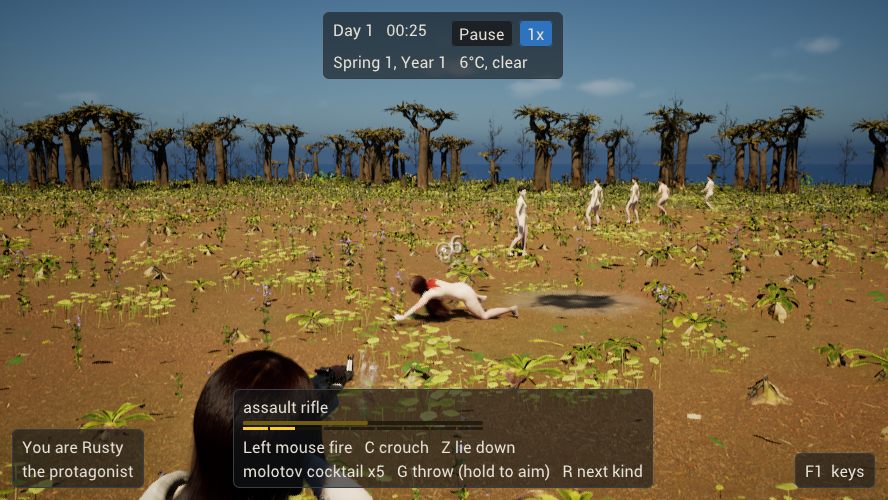 Day 1 00:25 Pause 1x
Spring 1, Year 1 6°C, clear
assault rifle
Left mouse fire C crouch Z lie down
molotov cocktail x5 G throw (hold to aim) R next kind
You are Rusty
the protagonist
F1 keys